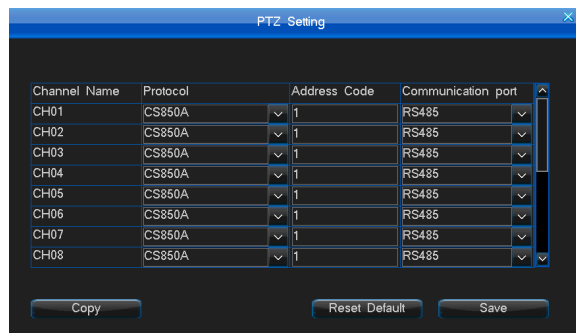 PTZ Setting
Channel Name Protocol Address Code Communication port
CH01 CS850A 1 RS485
CH02 CS850A 1 RS485
CH03 CS850A 1 RS485
CH04 CS850A 1 RS485
CH05 CS850A 1 RS485
CH06 CS850A 1 RS485
CH07 CS850A 1 RS485
CH08 CS850A 1 RS485
Copy Reset Default Save